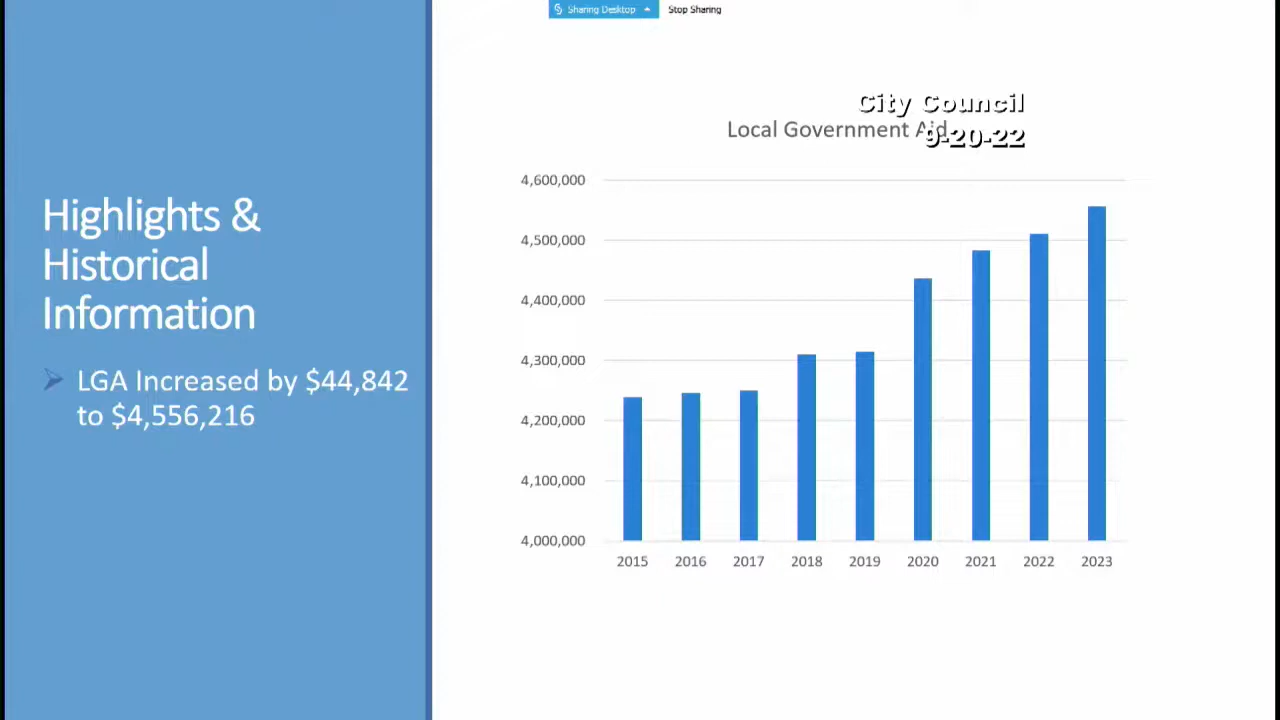 Sharing Desktop
Stop Sharing
City Council
9-20-22
Local Government Aid
Highlights &
Historical
Information
LGA Increased by $44,842
to $4,556,216
4,600,000
4,500,000
4,400,000
4,300,000
4,200,000
4,100,000
4,000,000
2015 2016 2017 2018 2019 2020 2021 2022 2023